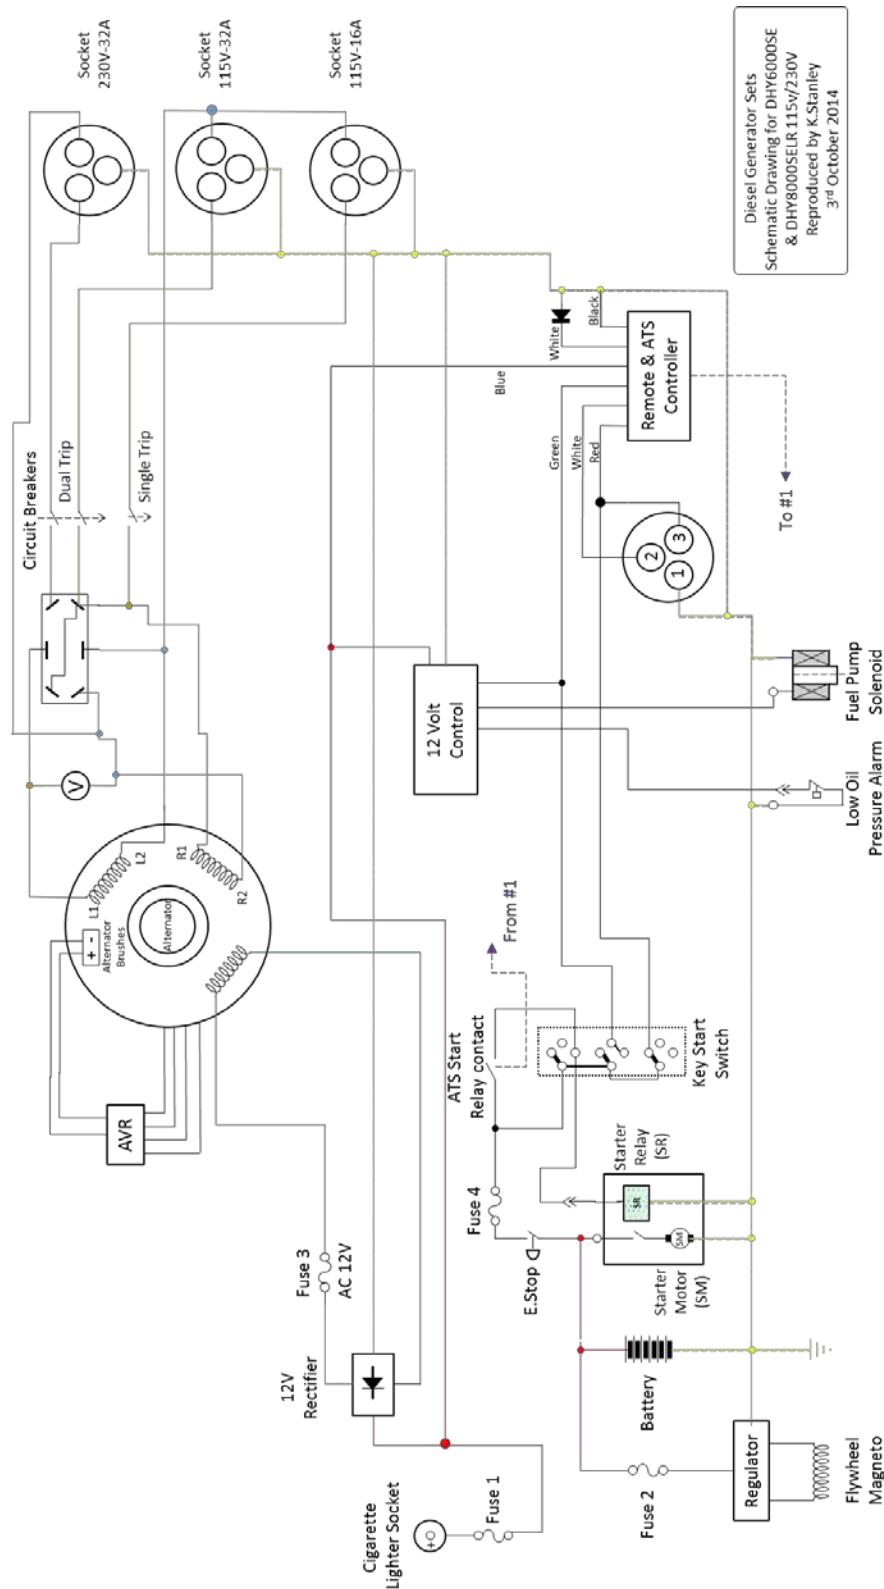 Socket
230V-32A
Socket
115V-32A
Socket
115V-16A
Diesel Generator Sets
Schematic Drawing for DHY6000SE
& DHY8000SELR 115v/230V
Reproduced by K.Stanley
3rd October 2014
Circuit Breakers
Dual Trip
Single Trip
White
Black
Blue
Green
White
Red
Remote & ATS
Controller
To #1
1
2
3
V
12 Volt
Control
Fuel Pump
Solenoid
Low Oil
Pressure Alarm
L1
L2
R1
R2
+ -
Alternator
Brushes
Alternator
AVR
From #1
ATS Start
Relay contact
Key Start
Switch
Fuse 4
Starter
Relay
(SR)
SR
SM
Starter
Motor
(SM)
E.Stop
Fuse 3
AC 12V
12V
Rectifier
Battery
Fuse 2
Regulator
Flywheel
Magneto
Fuse 1
+
Cigarette
Lighter Socket